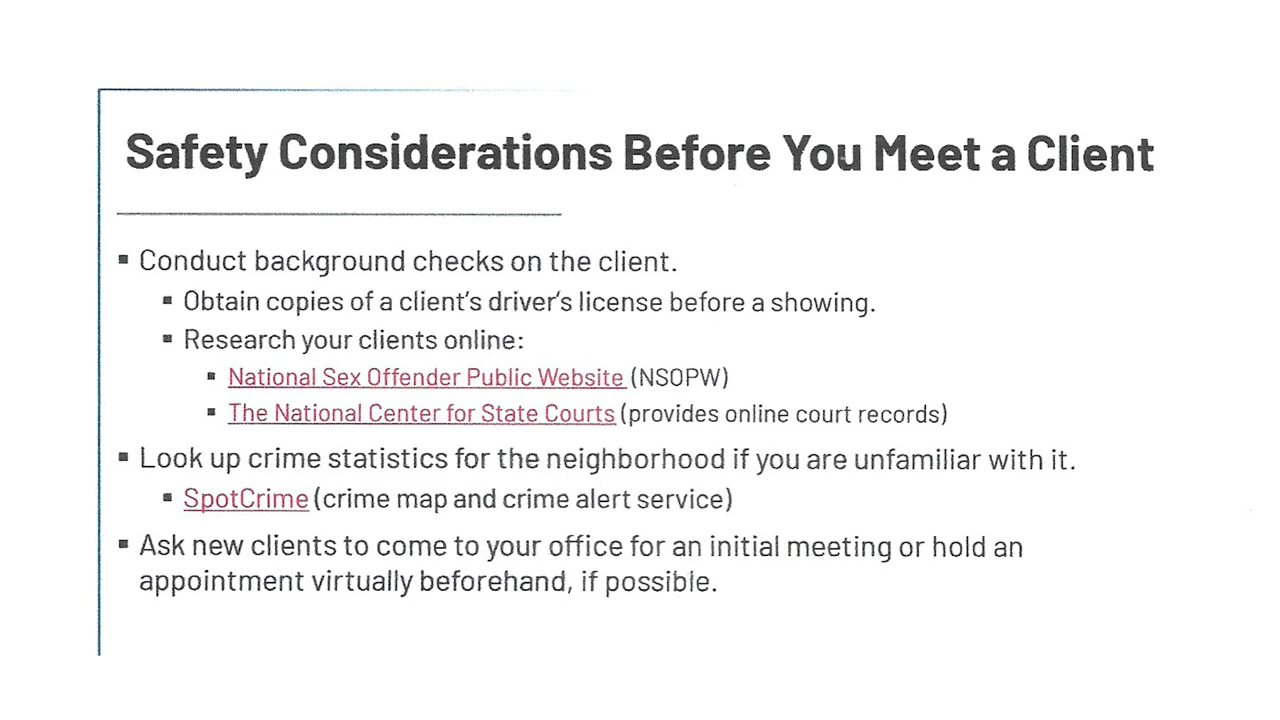 Safety Considerations Before You Meet a Client
▪ Conduct background checks on the client.
▪ Obtain copies of a client's driver's license before a showing.
▪ Research your clients online:
▪ National Sex Offender Public Website (NSOPW)
▪ The National Center for State Courts (provides online court records)
▪ Look up crime statistics for the neighborhood if you are unfamiliar with it.
▪ SpotCrime (crime map and crime alert service)
▪ Ask new clients to come to your office for an initial meeting or hold an
appointment virtually beforehand, if possible.